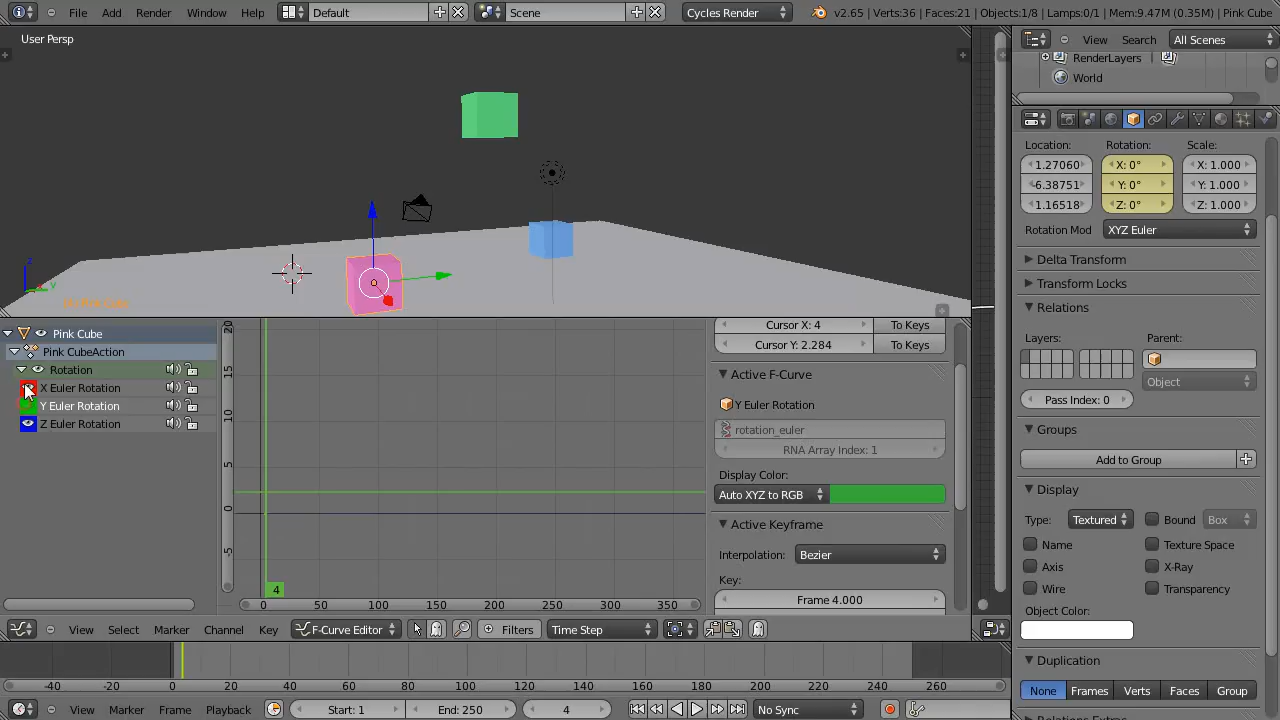 File Add Render Window Help Default Scene Cycles Render v2.65 | Verts:36 | Faces:21 | Objects:1/8 | Lamps:0/1 | Mem:9.47M (0.35M) | Pink Cube
User Persp
View Search All Scenes
RenderLayers
World
Location: Rotation: Scale:
1.27060 X: 0° X: 1.000
-6.38751 Y: 0° Y: 1.000
1.16518 Z: 0° Z: 1.000
Rotation Mod XYZ Euler
Delta Transform
Transform Locks
Relations
Layers: Parent:
Object
Pass Index: 0
Groups
Add to Group
Display
Type: Textured Bound Box
Name Texture Space
Axis X-Ray
Wire Transparency
Object Color:
Duplication
None Frames Verts Faces Group
z
y
(4) Pink Cube
Pink Cube
Pink CubeAction
Rotation
X Euler Rotation
Y Euler Rotation
Z Euler Rotation
20
15
10
5
0
-5
4
0 50 100 150 200 250 300 350
Cursor X: 4 To Keys
Cursor Y: 2.284 To Keys
Active F-Curve
Y Euler Rotation
rotation_euler
RNA Array Index: 1
Display Color:
Auto XYZ to RGB
Active Keyframe
Interpolation: Bezier
Key:
Frame 4.000
View Select Marker Channel Key F-Curve Editor Filters Time Step
-40 -20 0 20 40 60 80 100 120 140 160 180 200 220 240 260
View Marker Frame Playback Start: 1 End: 250 4 No Sync